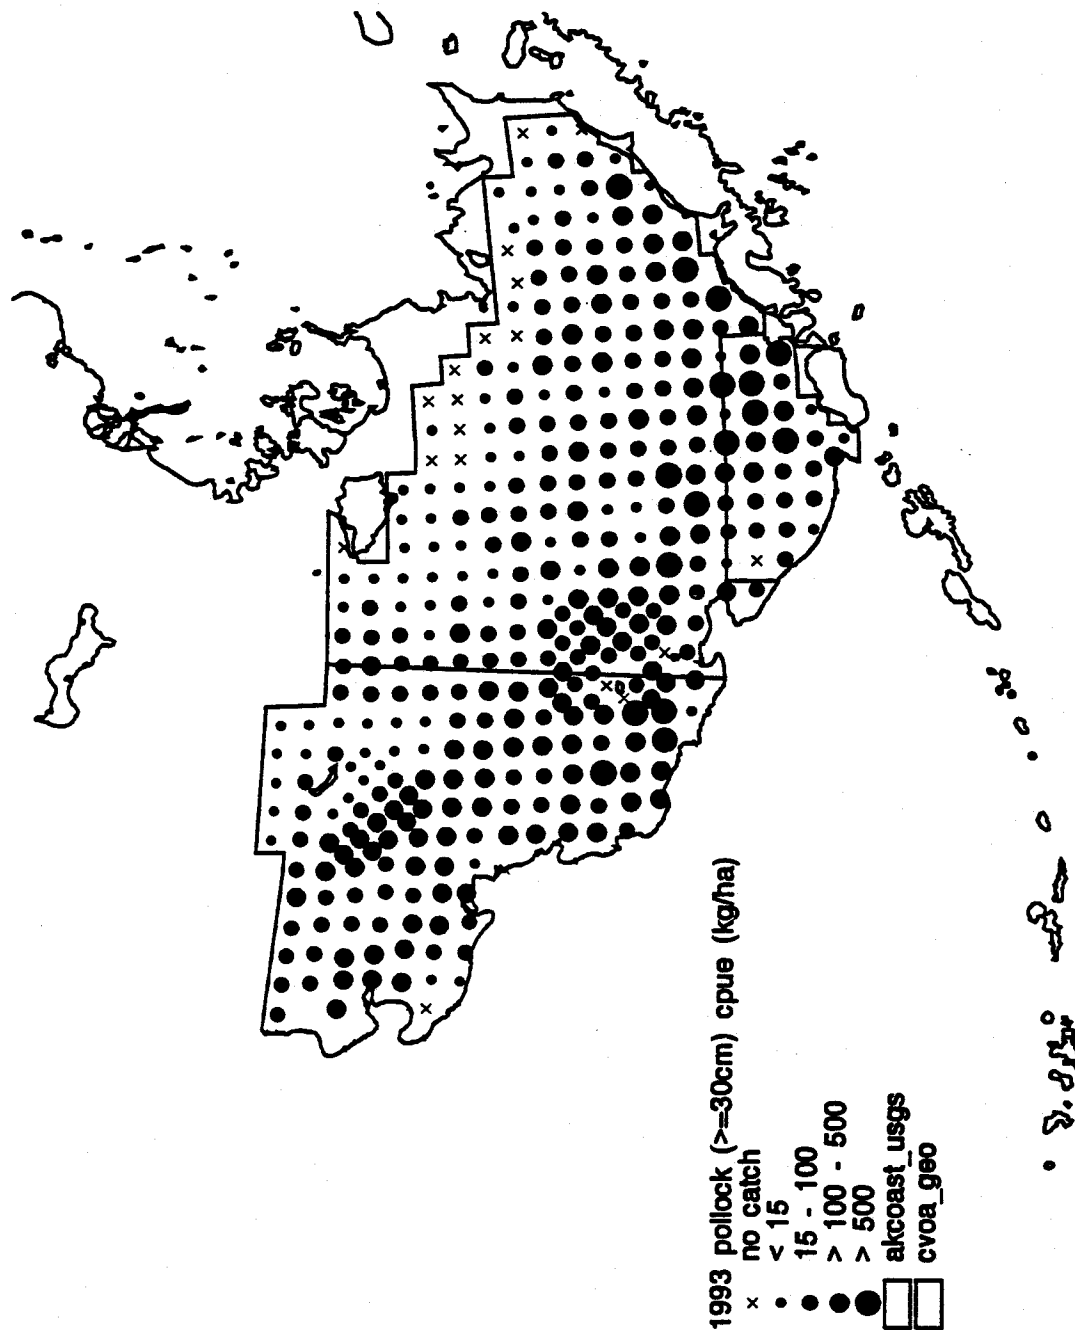 1993 pollock (>=30cm) cpue (kg/ha)
no catch
< 15
15 - 100
> 100 - 500
> 500
akcoast_usgs
cvoa_geo